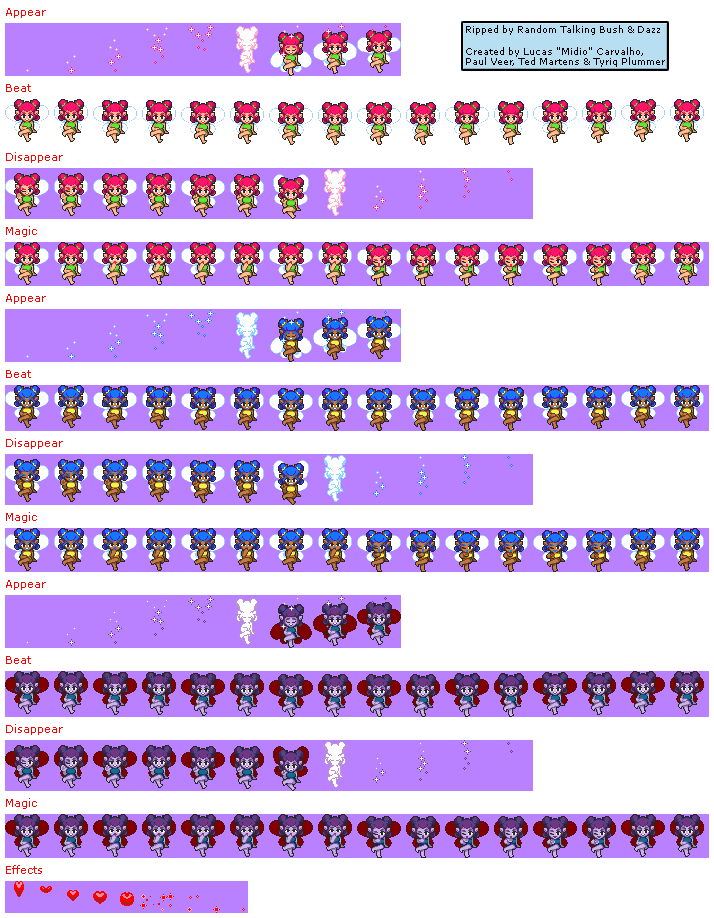 Appear
Ripped by Random Talking Bush & Dazz
Created by Lucas "Midio" Carvalho,
Paul Veer, Ted Martens & Tyriq Plummer
Beat
Disappear
Magic
Appear
Beat
Disappear
Magic
Appear
Beat
Disappear
Magic
Effects